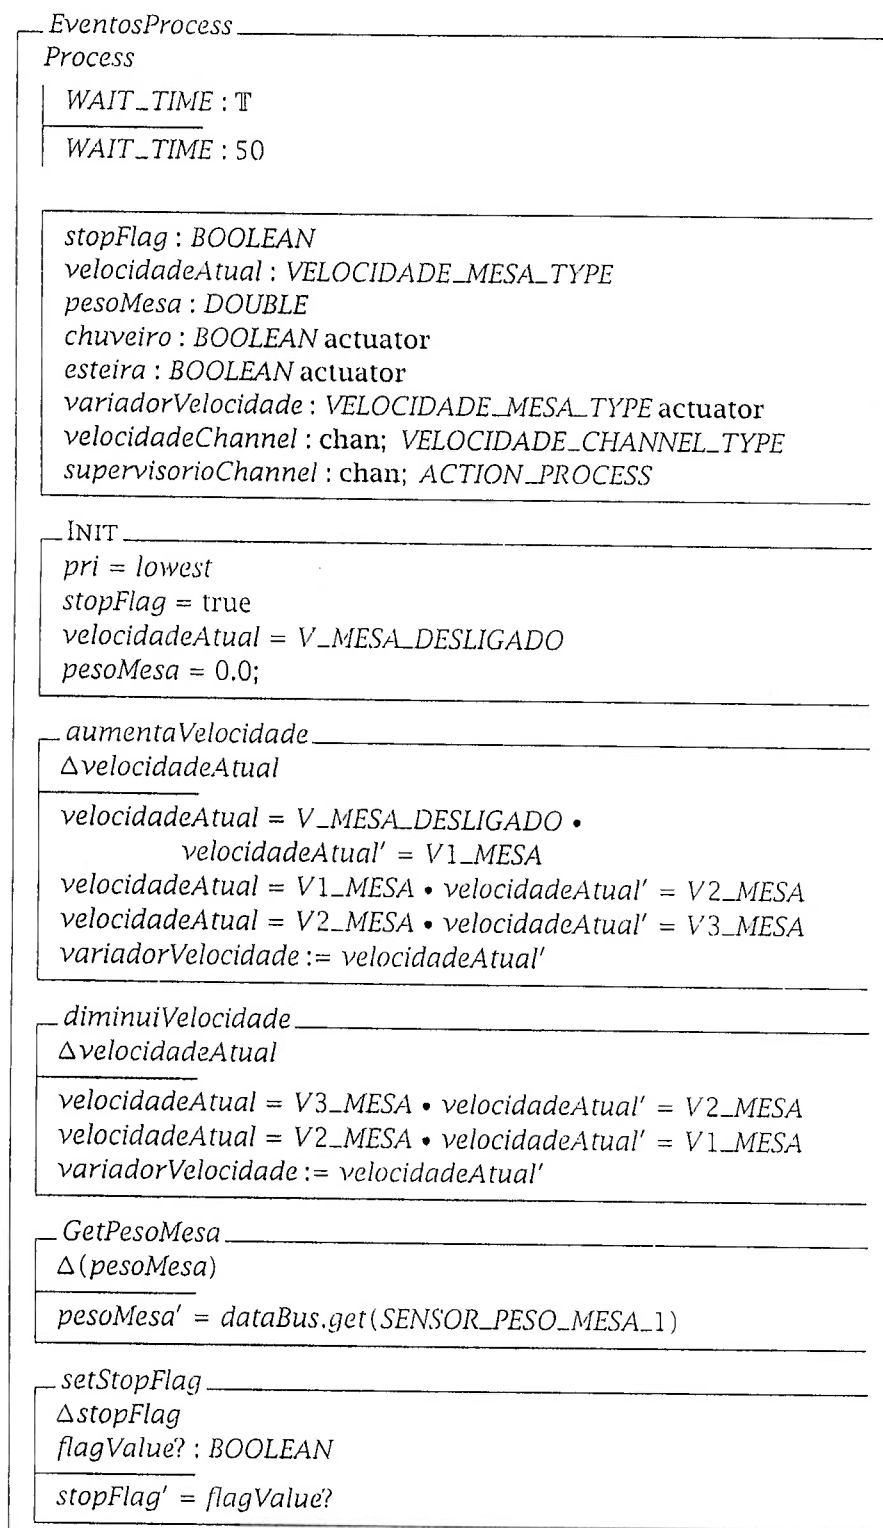 EventosProcess
Process
WAIT_TIME : 𝕋
WAIT_TIME : 50
stopFlag : BOOLEAN
velocidadeAtual : VELOCIDADE_MESA_TYPE
pesoMesa : DOUBLE
chuveiro : BOOLEAN actuator
esteira : BOOLEAN actuator
variadorVelocidade : VELOCIDADE_MESA_TYPE actuator
velocidadeChannel : chan; VELOCIDADE_CHANNEL_TYPE
supervisorioChannel : chan; ACTION_PROCESS
INIT
pri = lowest
stopFlag = true
velocidadeAtual = V_MESA_DESLIGADO
pesoMesa = 0.0;
aumentaVelocidade
ΔvelocidadeAtual
velocidadeAtual = V_MESA_DESLIGADO •
velocidadeAtual′ = V1_MESA
velocidadeAtual = V1_MESA • velocidadeAtual′ = V2_MESA
velocidadeAtual = V2_MESA • velocidadeAtual′ = V3_MESA
variadorVelocidade := velocidadeAtual′
diminuiVelocidade
ΔvelocidadeAtual
velocidadeAtual = V3_MESA • velocidadeAtual′ = V2_MESA
velocidadeAtual = V2_MESA • velocidadeAtual′ = V1_MESA
variadorVelocidade := velocidadeAtual′
GetPesoMesa
Δ(pesoMesa)
pesoMesa′ = dataBus.get(SENSOR_PESO_MESA_1)
setStopFlag
ΔstopFlag
flagValue? : BOOLEAN
stopFlag′ = flagValue?